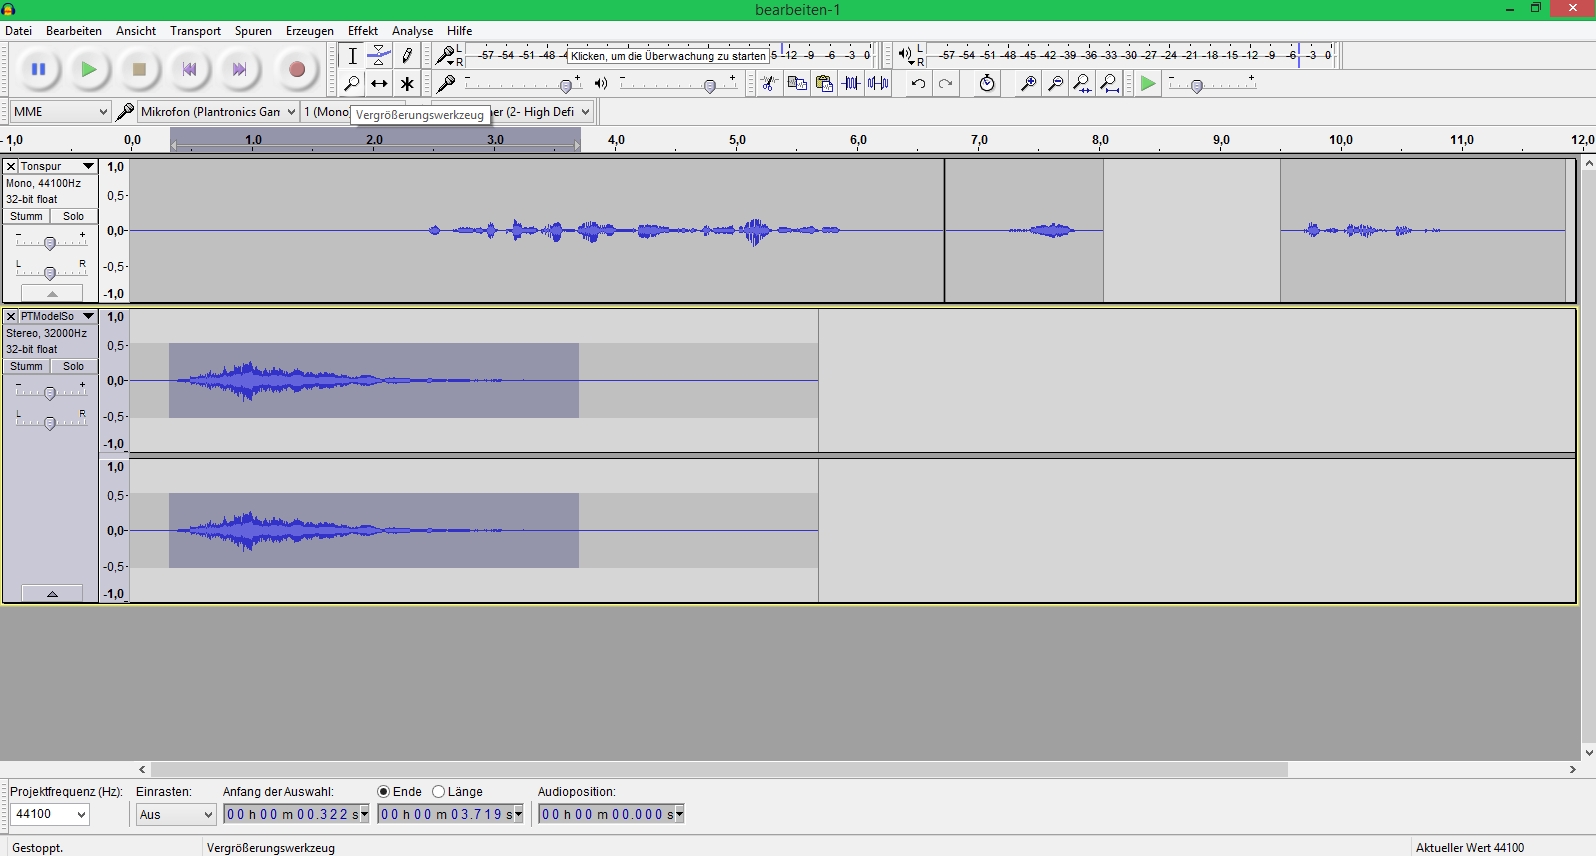 bearbeiten-1
Datei Bearbeiten Ansicht Transport Spuren Erzeugen Effekt Analyse Hilfe
L R -57 -54 -51 -48 Klicken, um die Überwachung zu starten -12 -9 -6 -3 0
L R -57 -54 -51 -48 -45 -42 -39 -36 -33 -30 -27 -24 -21 -18 -15 -12 -9 -6 -3 0
- + - + - +
MME Mikrofon (Plantronics Gam 1 (Mono) Vergrößerungswerkzeug (2- High Defi
- 1,0 0,0 1.0 2.0 3.0 4,0 5,0 6,0 7,0 8,0 9,0 10,0 11,0 12,0
Tonspur
Mono, 44100Hz
32-bit float
Stumm Solo
- +
L R
1,0
0,5
0,0
-0,5
-1,0
PTModelSo
Stereo, 32000Hz
32-bit float
Stumm Solo
- +
L R
1,0
0,5
0,0
-0,5
-1,0
1,0
0,5
0,0
-0,5
-1,0
Projektfrequenz (Hz): Einrasten: Anfang der Auswahl: Ende Länge Audioposition:
44100 Aus 00 h 00 m 00.322 s 00 h 00 m 03.719 s 00 h 00 m 00.000 s
Gestoppt. Vergrößerungswerkzeug Aktueller Wert 44100